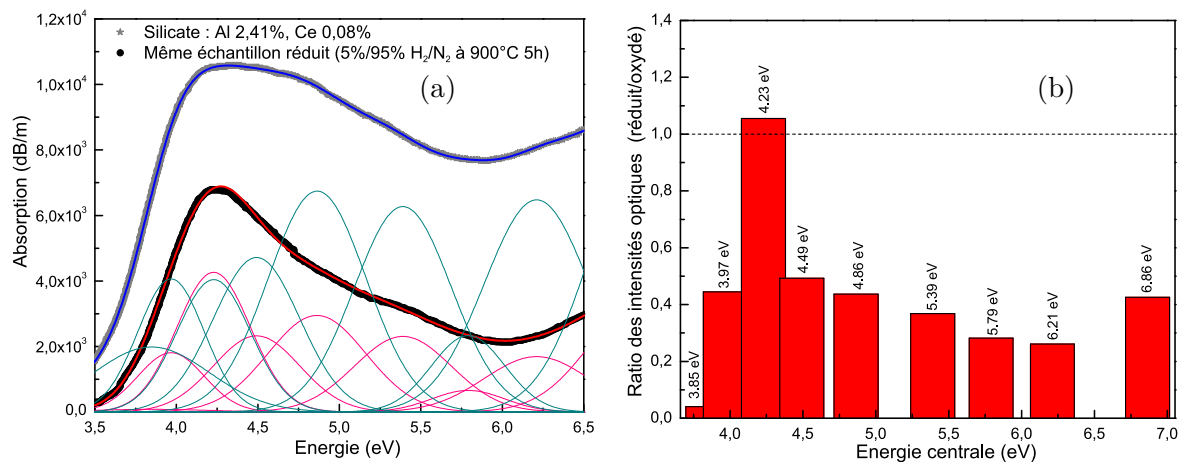 1,2x10⁴
1,0x10⁴
8,0x10³
6,0x10³
4,0x10³
2,0x10³
0,0
Absorption (dB/m)
Silicate : Al 2,41%, Ce 0,08%
Même échantillon réduit (5%/95% H₂/N₂ à 900°C 5h)
(a)
3,5 4,0 4,5 5,0 5,5 6,0 6,5
Energie (eV)
1,4
1,2
1,0
0,8
0,6
0,4
0,2
0,0
Ratio des intensités optiques (réduit/oxydé)
(b)
3.85 eV
3.97 eV
4.23 eV
4.49 eV
4.86 eV
5.39 eV
5.79 eV
6.21 eV
6.86 eV
4,0 4,5 5,0 5,5 6,0 6,5 7,0
Energie centrale (eV)